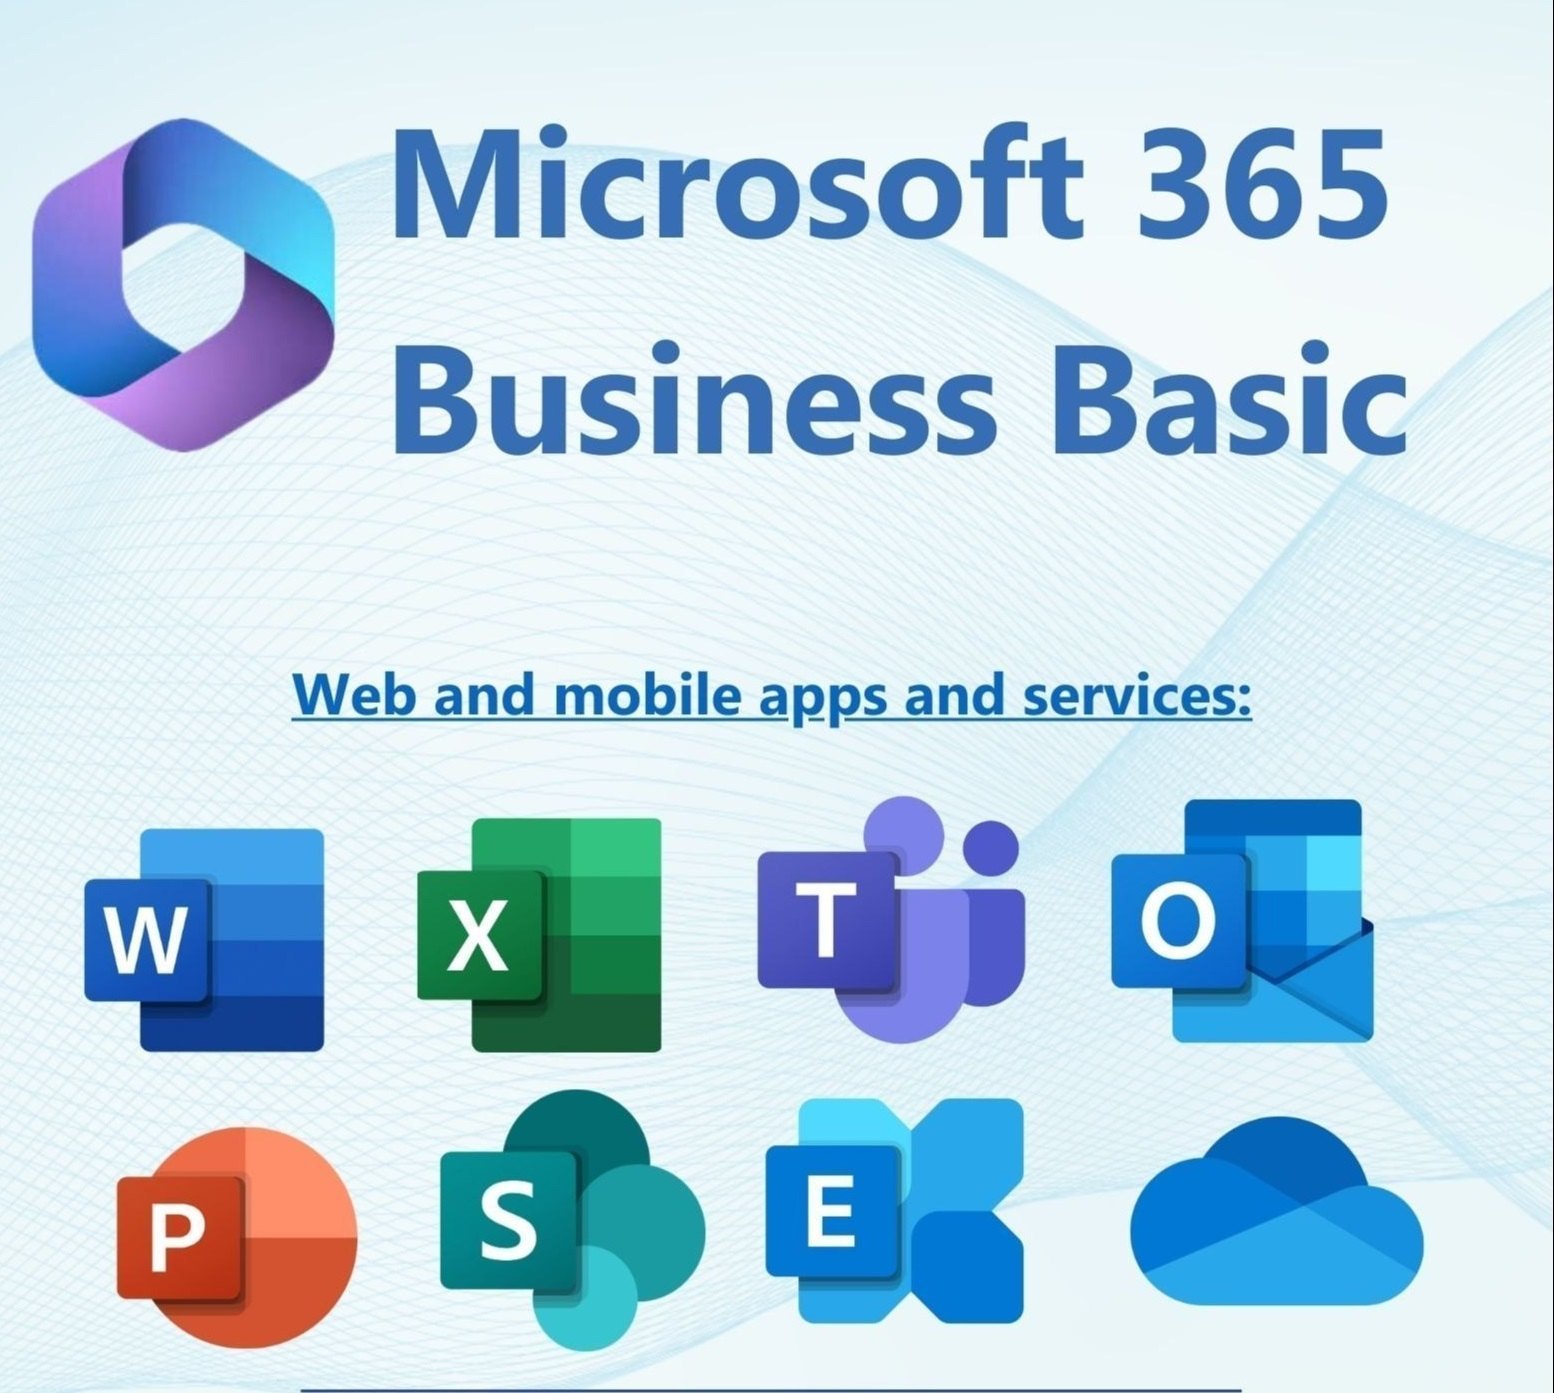 Microsoft 365
Business Basic
Web and mobile apps and services:
W X T O
P S E